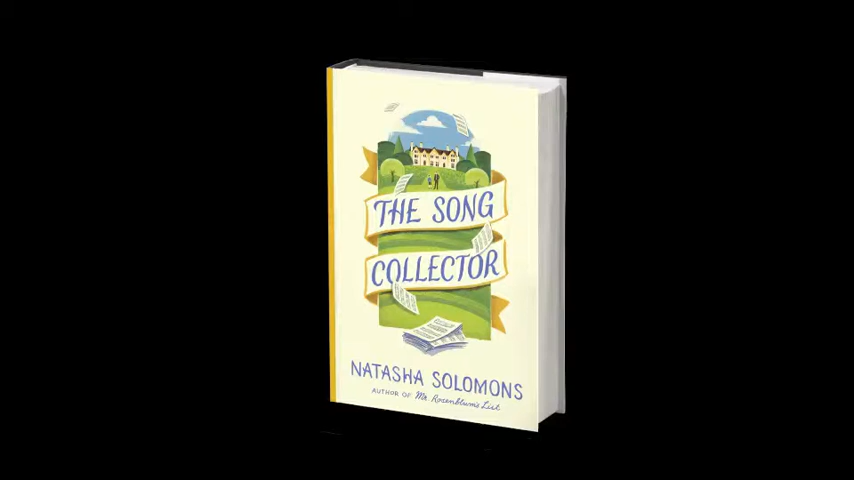 THE SONG
COLLECTOR
NATASHA SOLOMONS
AUTHOR OF Mr. Rosenblum's List